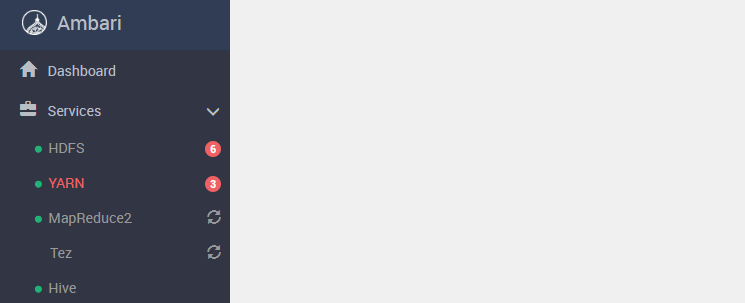 Ambari
Dashboard
Services
HDFS 6
YARN 3
MapReduce2
Tez
Hive